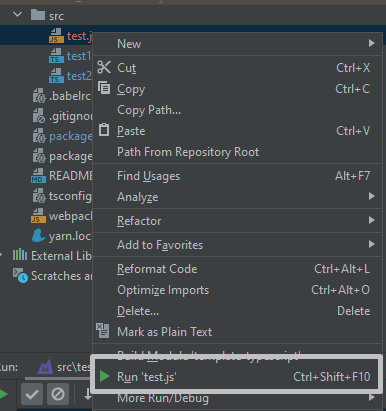 src
test.j
New
test1
Cut Ctrl+X
test2
Copy Ctrl+C
.babelrc
Copy Path...
.gitignor
Paste Ctrl+V
package
Path From Repository Root
package
README
Find Usages Alt+F7
tsconfig
Analyze
webpack
Refactor
yarn.loc
Add to Favorites
External Lib
Reformat Code Ctrl+Alt+L
Scratches an
Optimize Imports Ctrl+Alt+O
Delete... Delete
Mark as Plain Text
Build Module 'template-typescript'
un: src\tes
Run 'test.js' Ctrl+Shift+F10
More Run/Debug